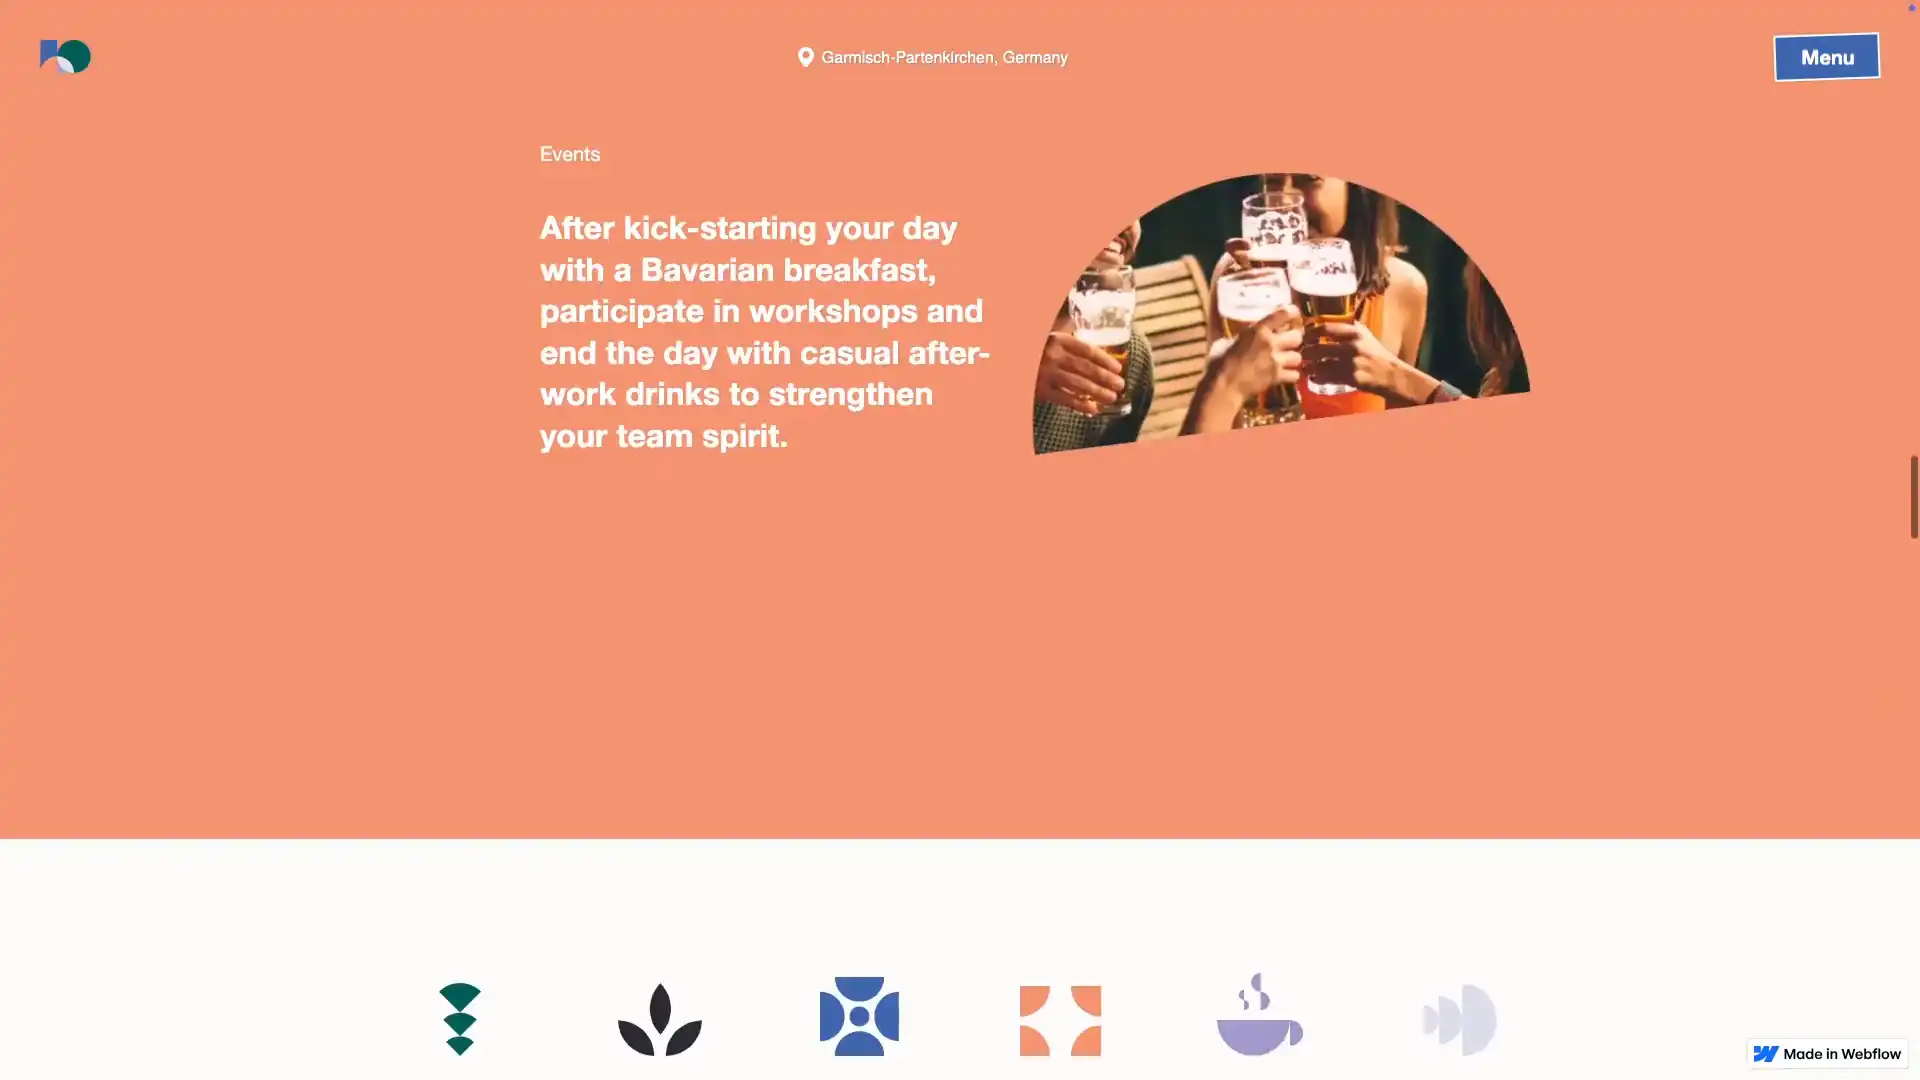 Garmisch-Partenkirchen, Germany
Menu
Events
After kick-starting your day
with a Bavarian breakfast,
participate in workshops and
end the day with casual after-
work drinks to strengthen
your team spirit.
Made in Webflow